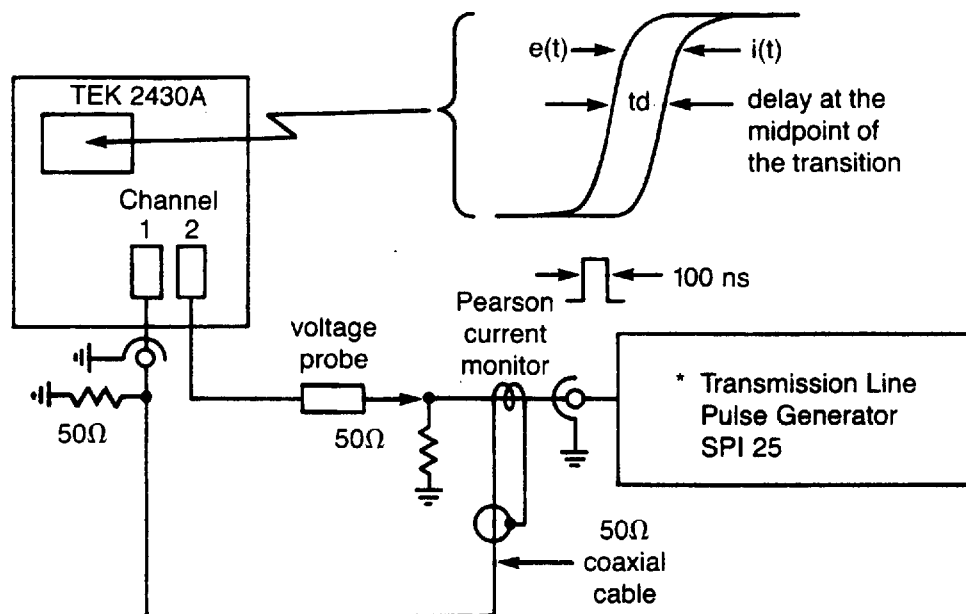 TEK 2430A
Channel
1 2
e(t)
i(t)
td
delay at the
midpoint of
the transition
100 ns
Pearson
current
monitor
voltage
probe
50Ω
50Ω
* Transmission Line
Pulse Generator
SPI 25
50Ω
coaxial
cable